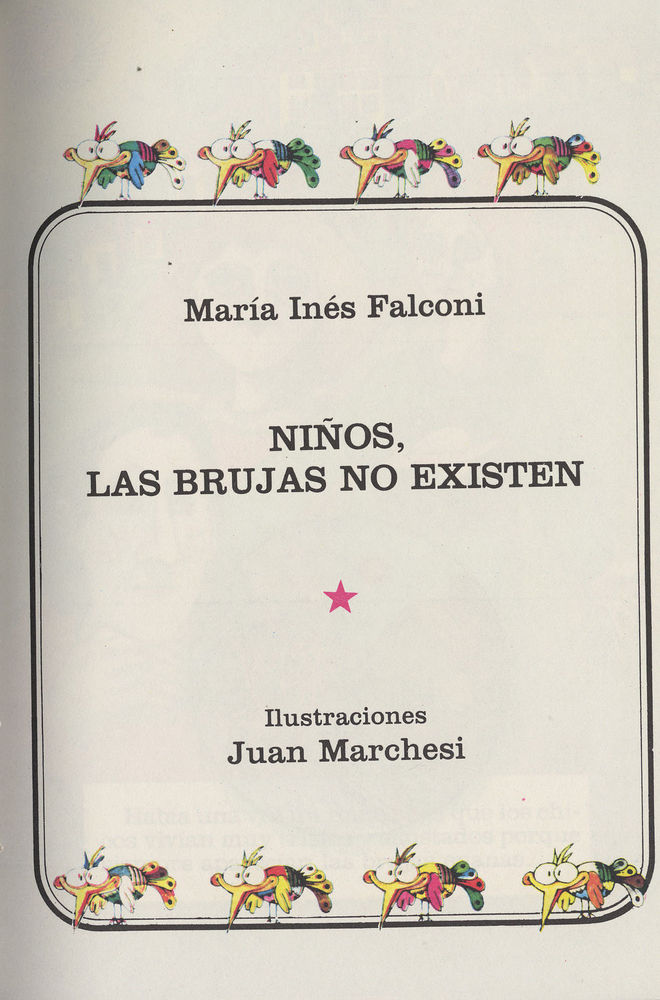 María Inés Falconi
NIÑOS,
LAS BRUJAS NO EXISTEN
Ilustraciones
Juan Marchesi